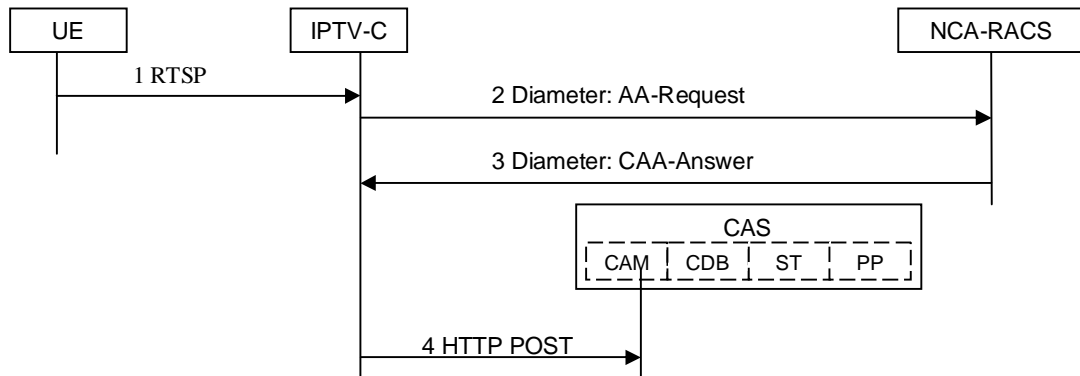 UE IPTV-C NCA-RACS
1 RTSP
2 Diameter: AA-Request
3 Diameter: CAA-Answer
CAS
CAM CDB ST PP
4 HTTP POST